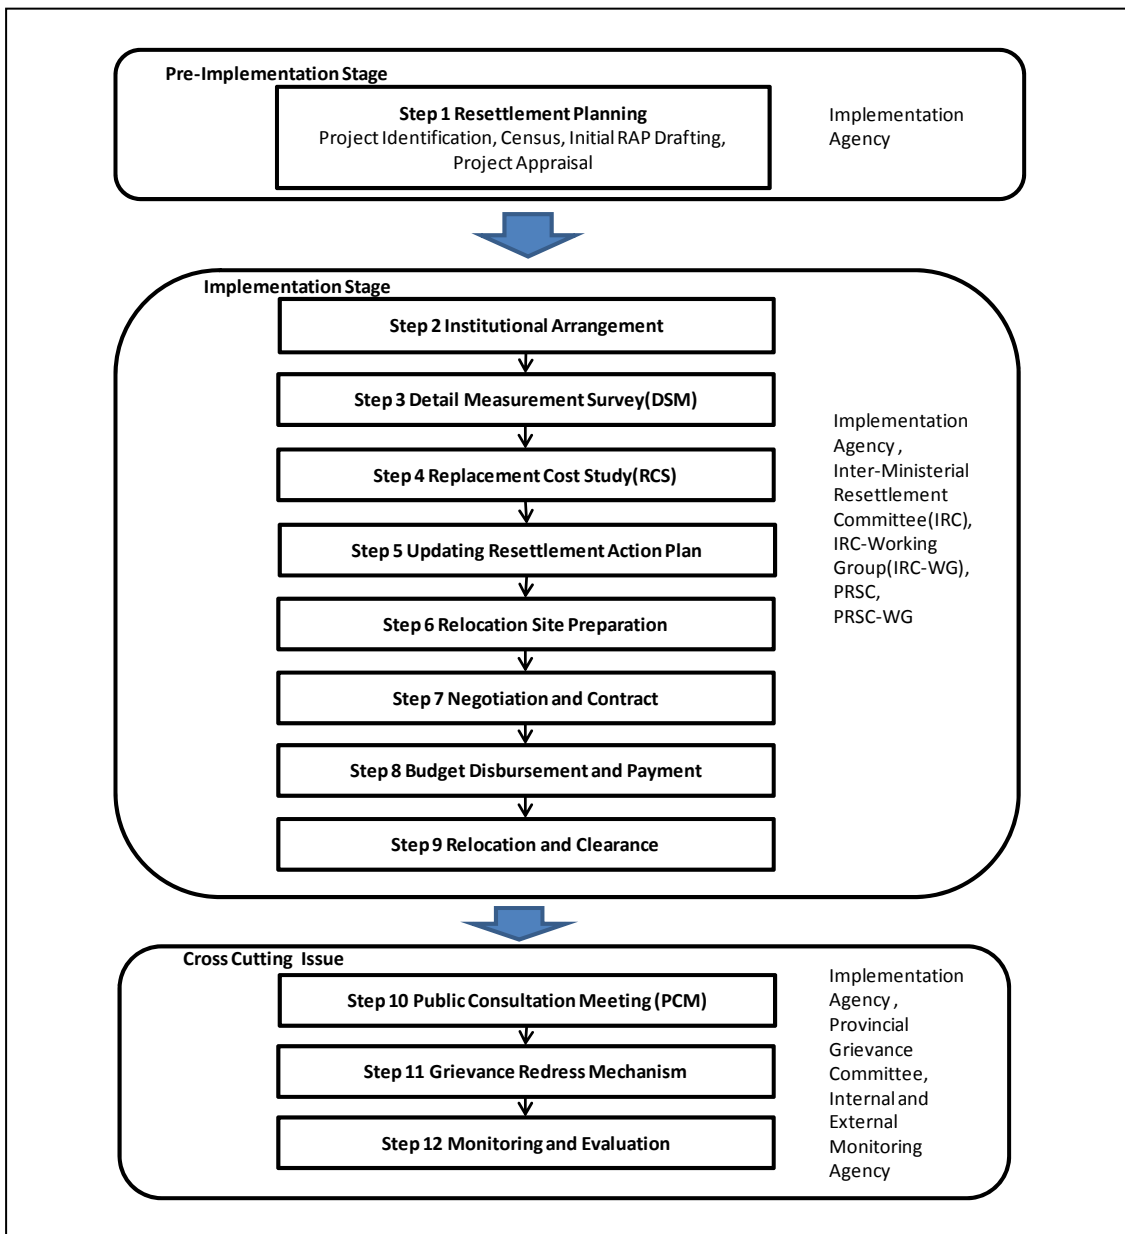 Pre-Implementation Stage
Step 1 Resettlement Planning
Project Identification, Census, Initial RAP Drafting,
Project Appraisal
Implementation
Agency
Implementation Stage
Step 2 Institutional Arrangement
Step 3 Detail Measurement Survey(DSM)
Step 4 Replacement Cost Study(RCS)
Step 5 Updating Resettlement Action Plan
Step 6 Relocation Site Preparation
Step 7 Negotiation and Contract
Step 8 Budget Disbursement and Payment
Step 9 Relocation and Clearance
Implementation
Agency ,
Inter-Ministerial
Resettlement
Committee(IRC),
IRC-Working
Group(IRC-WG),
PRSC,
PRSC-WG
Cross Cutting Issue
Step 10 Public Consultation Meeting (PCM)
Step 11 Grievance Redress Mechanism
Step 12 Monitoring and Evaluation
Implementation
Agency ,
Provincial
Grievance
Committee,
Internal and
External
Monitoring
Agency